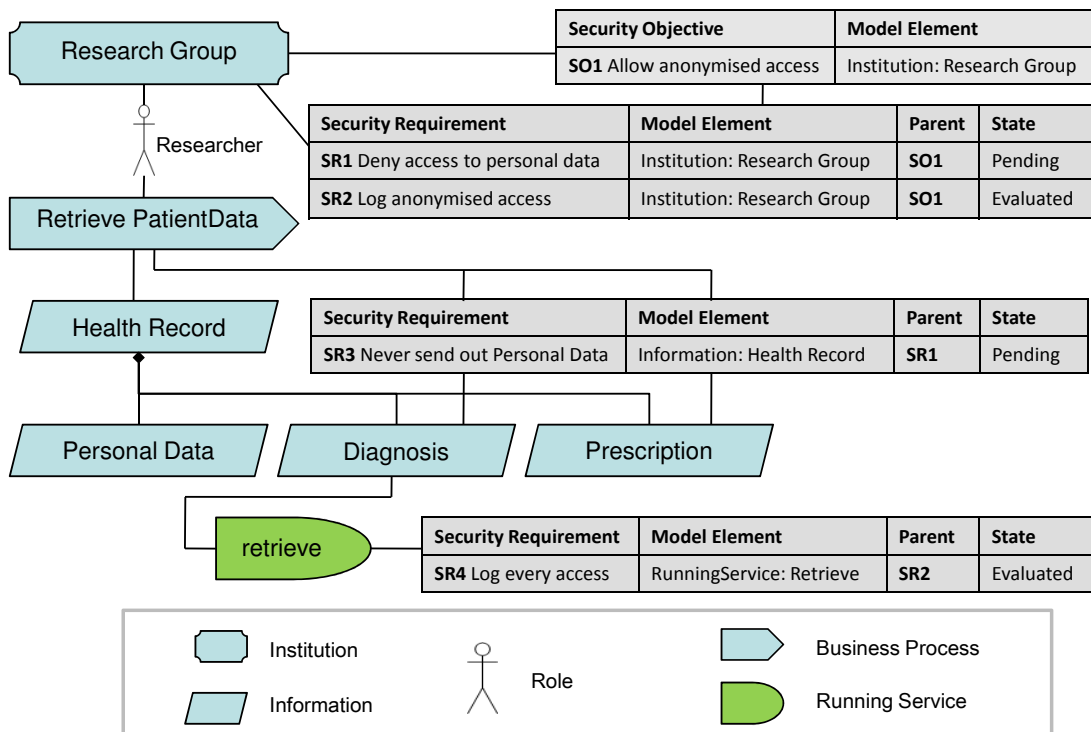 Research Group
Security Objective Model Element
SO1 Allow anonymised access Institution: Research Group
Researcher
Security Requirement Model Element Parent State
SR1 Deny access to personal data Institution: Research Group SO1 Pending
SR2 Log anonymised access Institution: Research Group SO1 Evaluated
Retrieve PatientData
Health Record
Security Requirement Model Element Parent State
SR3 Never send out Personal Data Information: Health Record SR1 Pending
Personal Data Diagnosis Prescription
retrieve
Security Requirement Model Element Parent State
SR4 Log every access RunningService: Retrieve SR2 Evaluated
Institution Role Business Process
Information Running Service